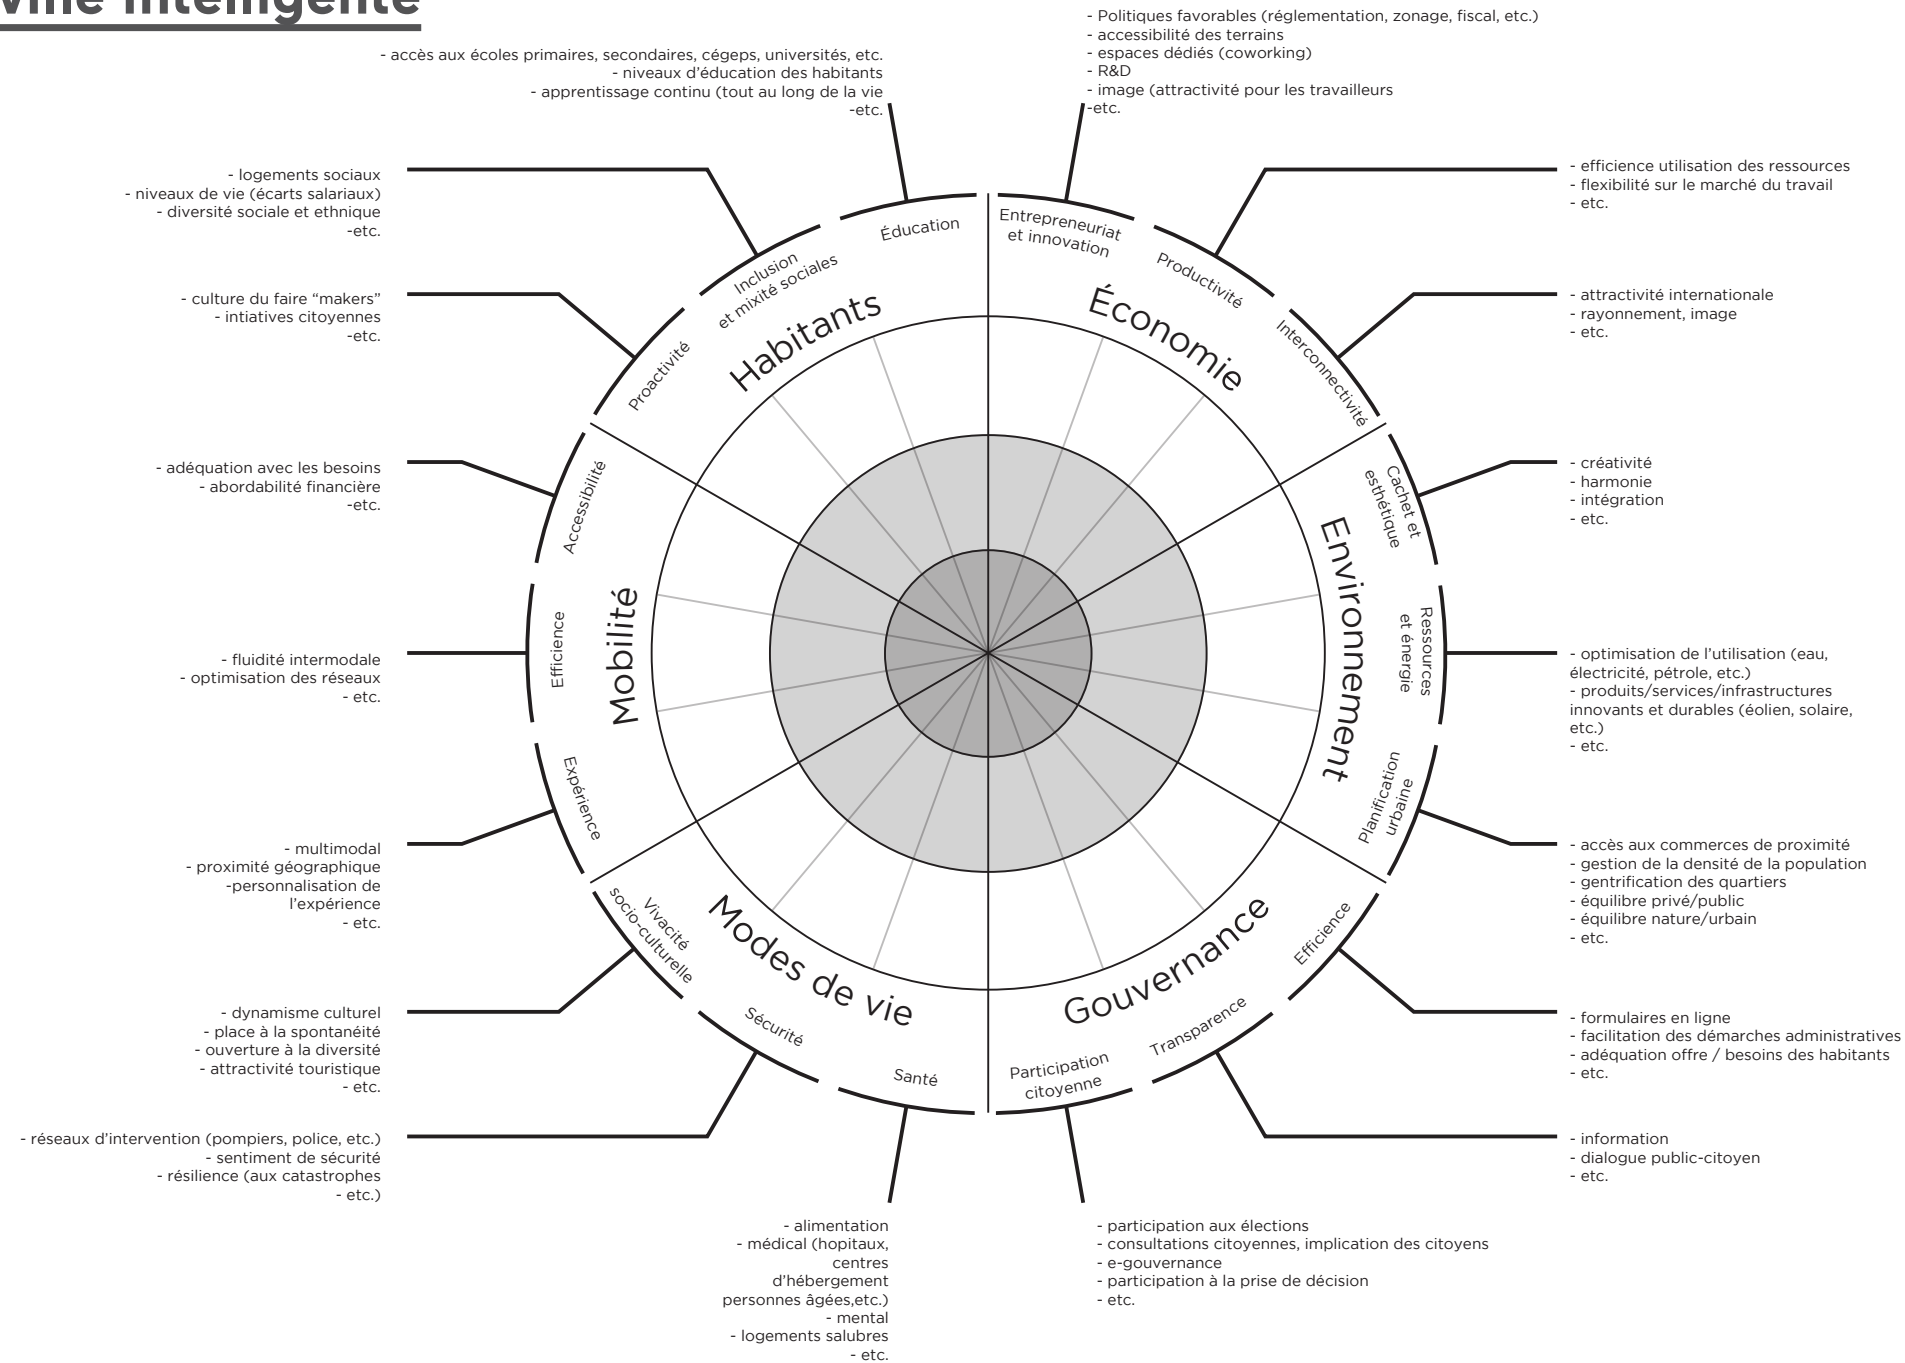 ville intelligente
- accès aux écoles primaires, secondaires, cégeps, universités, etc.
- niveaux d’éducation des habitants
- apprentissage continu (tout au long de la vie
-etc.
- Politiques favorables (réglementation, zonage, fiscal, etc.)
- accessibilité des terrains
- espaces dédiés (coworking)
- R&D
- image (attractivité pour les travailleurs
-etc.
- logements sociaux
- niveaux de vie (écarts salariaux)
- diversité sociale et ethnique
-etc.
- culture du faire “makers”
- intiatives citoyennes
-etc.
- adéquation avec les besoins
- abordabilité financière
-etc.
- fluidité intermodale
- optimisation des réseaux
- etc.
- multimodal
- proximité géographique
-personnalisation de
l’expérience
- etc.
- dynamisme culturel
- place à la spontanéité
- ouverture à la diversité
- attractivité touristique
- etc.
- réseaux d’intervention (pompiers, police, etc.)
- sentiment de sécurité
- résilience (aux catastrophes
- etc.)
- alimentation
- médical (hopitaux,
centres
d’hébergement
personnes âgées,etc.)
- mental
- logements salubres
- etc.
Éducation
Inclusion
et mixité sociales
Proactivité
Habitants
Accessibilité
Efficience
Expérience
Mobilité
Vivacité
socio-culturelle
Sécurité
Santé
Modes de vie
Entrepreneuriat
et innovation
Productivité
Interconnectivité
Économie
Cachet et
esthétique
Ressources
et énergie
Planification
urbaine
Environnement
Efficience
Transparence
Participation
citoyenne
Gouvernance
- efficience utilisation des ressources
- flexibilité sur le marché du travail
- etc.
- attractivité internationale
- rayonnement, image
- etc.
- créativité
- harmonie
- intégration
- etc.
- optimisation de l’utilisation (eau,
électricité, pétrole, etc.)
- produits/services/infrastructures
innovants et durables (éolien, solaire,
etc.)
- etc.
- accès aux commerces de proximité
- gestion de la densité de la population
- gentrification des quartiers
- équilibre privé/public
- équilibre nature/urbain
- etc.
- formulaires en ligne
- facilitation des démarches administratives
- adéquation offre / besoins des habitants
- etc.
- information
- dialogue public-citoyen
- etc.
- participation aux élections
- consultations citoyennes, implication des citoyens
- e-gouvernance
- participation à la prise de décision
- etc.